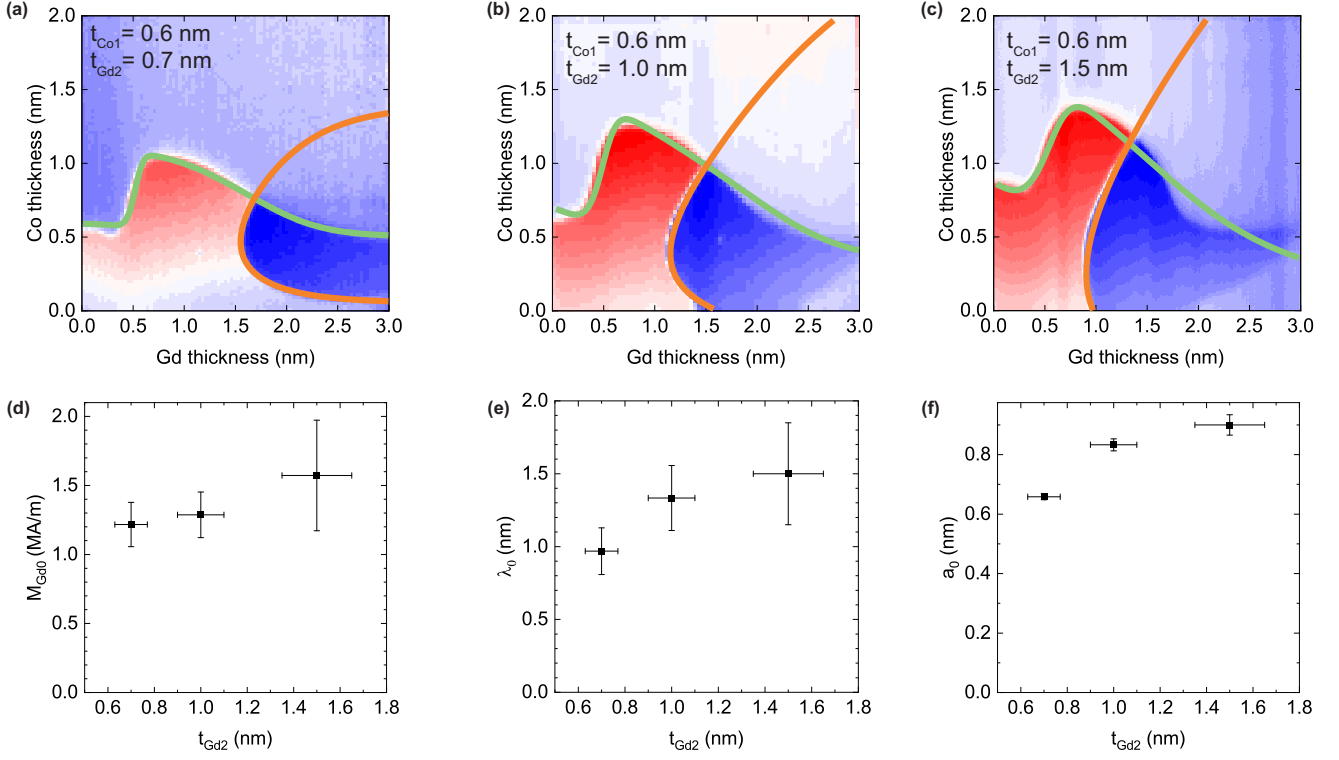 (a)
t_Co1 = 0.6 nm
t_Gd2 = 0.7 nm
2.0
1.5
1.0
0.5
0.0
Co thickness (nm)
0.0 0.5 1.0 1.5 2.0 2.5 3.0
Gd thickness (nm)
(b)
t_Co1 = 0.6 nm
t_Gd2 = 1.0 nm
2.0
1.5
1.0
0.5
0.0
Co thickness (nm)
0.0 0.5 1.0 1.5 2.0 2.5 3.0
Gd thickness (nm)
(c)
t_Co1 = 0.6 nm
t_Gd2 = 1.5 nm
2.0
1.5
1.0
0.5
0.0
Co thickness (nm)
0.0 0.5 1.0 1.5 2.0 2.5 3.0
Gd thickness (nm)
(d)
2.0
1.5
1.0
0.5
0.0
M_Gd0 (MA/m)
0.6 0.8 1.0 1.2 1.4 1.6 1.8
t_Gd2 (nm)
(e)
2.0
1.5
1.0
0.5
0.0
λ_0 (nm)
0.6 0.8 1.0 1.2 1.4 1.6 1.8
t_Gd2 (nm)
(f)
0.8
0.6
0.4
0.2
0.0
a_0 (nm)
0.6 0.8 1.0 1.2 1.4 1.6 1.8
t_Gd2 (nm)